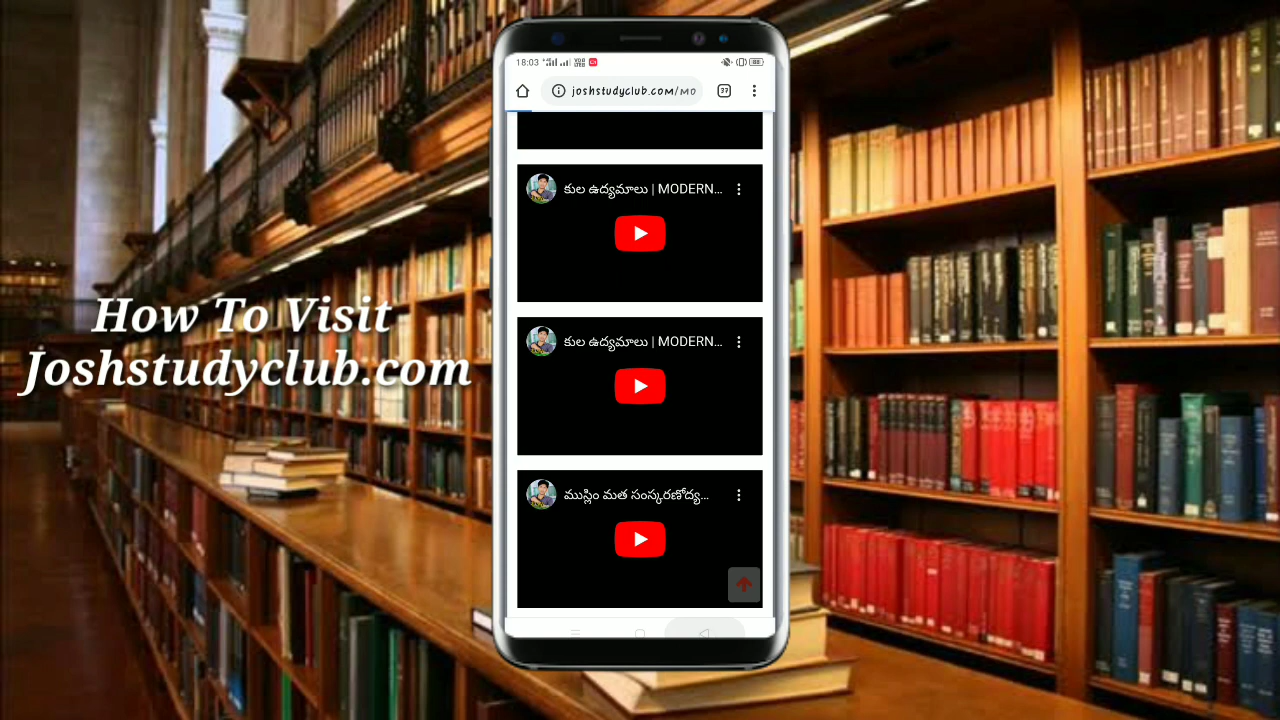 How To Visit
Joshstudyclub.com
18:03
joshstudyclub.com/mo
37
కుల ఉద్యమాలు | MODERN...
కుల ఉద్యమాలు | MODERN...
ముస్లిం మత సంస్కరణోద్య...